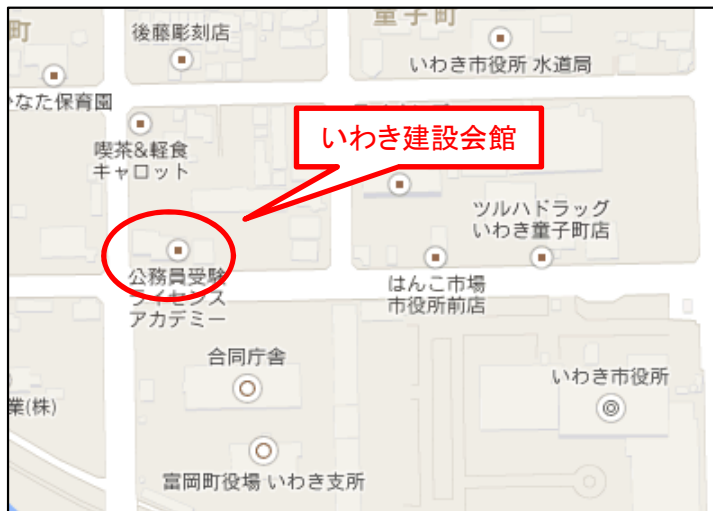 町
後藤彫刻店
童子町
いわき市役所 水道局
なた保育園
喫茶&軽食
キャロット
いわき建設会館
ツルハドラッグ
いわき童子町店
公務員受験
ライセンス
アカデミー
はんこ市場
市役所前店
合同庁舎
いわき市役所
業(株)
富岡町役場 いわき支所